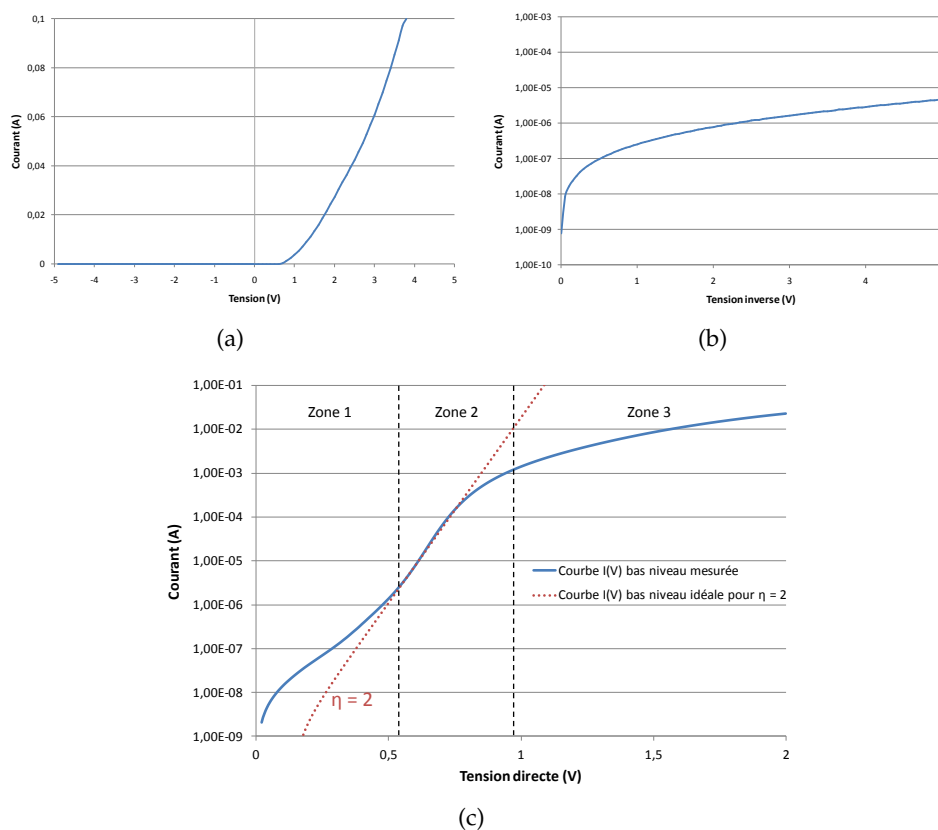 0,1
0,08
0,06
0,04
0,02
0
-5 -4 -3 -2 -1 0 1 2 3 4 5
Courant (A)
Tension (V)
(a)
1,00E-03
1,00E-04
1,00E-05
1,00E-06
1,00E-07
1,00E-08
1,00E-09
1,00E-10
0 1 2 3 4
Courant (A)
Tension inverse (V)
(b)
1,00E-01
1,00E-02
1,00E-03
1,00E-04
1,00E-05
1,00E-06
1,00E-07
1,00E-08
1,00E-09
Zone 1 Zone 2 Zone 3
Courbe I(V) bas niveau mesurée
Courbe I(V) bas niveau idéale pour η = 2
η = 2
0 0,5 1 1,5 2
Courant (A)
Tension directe (V)
(c)